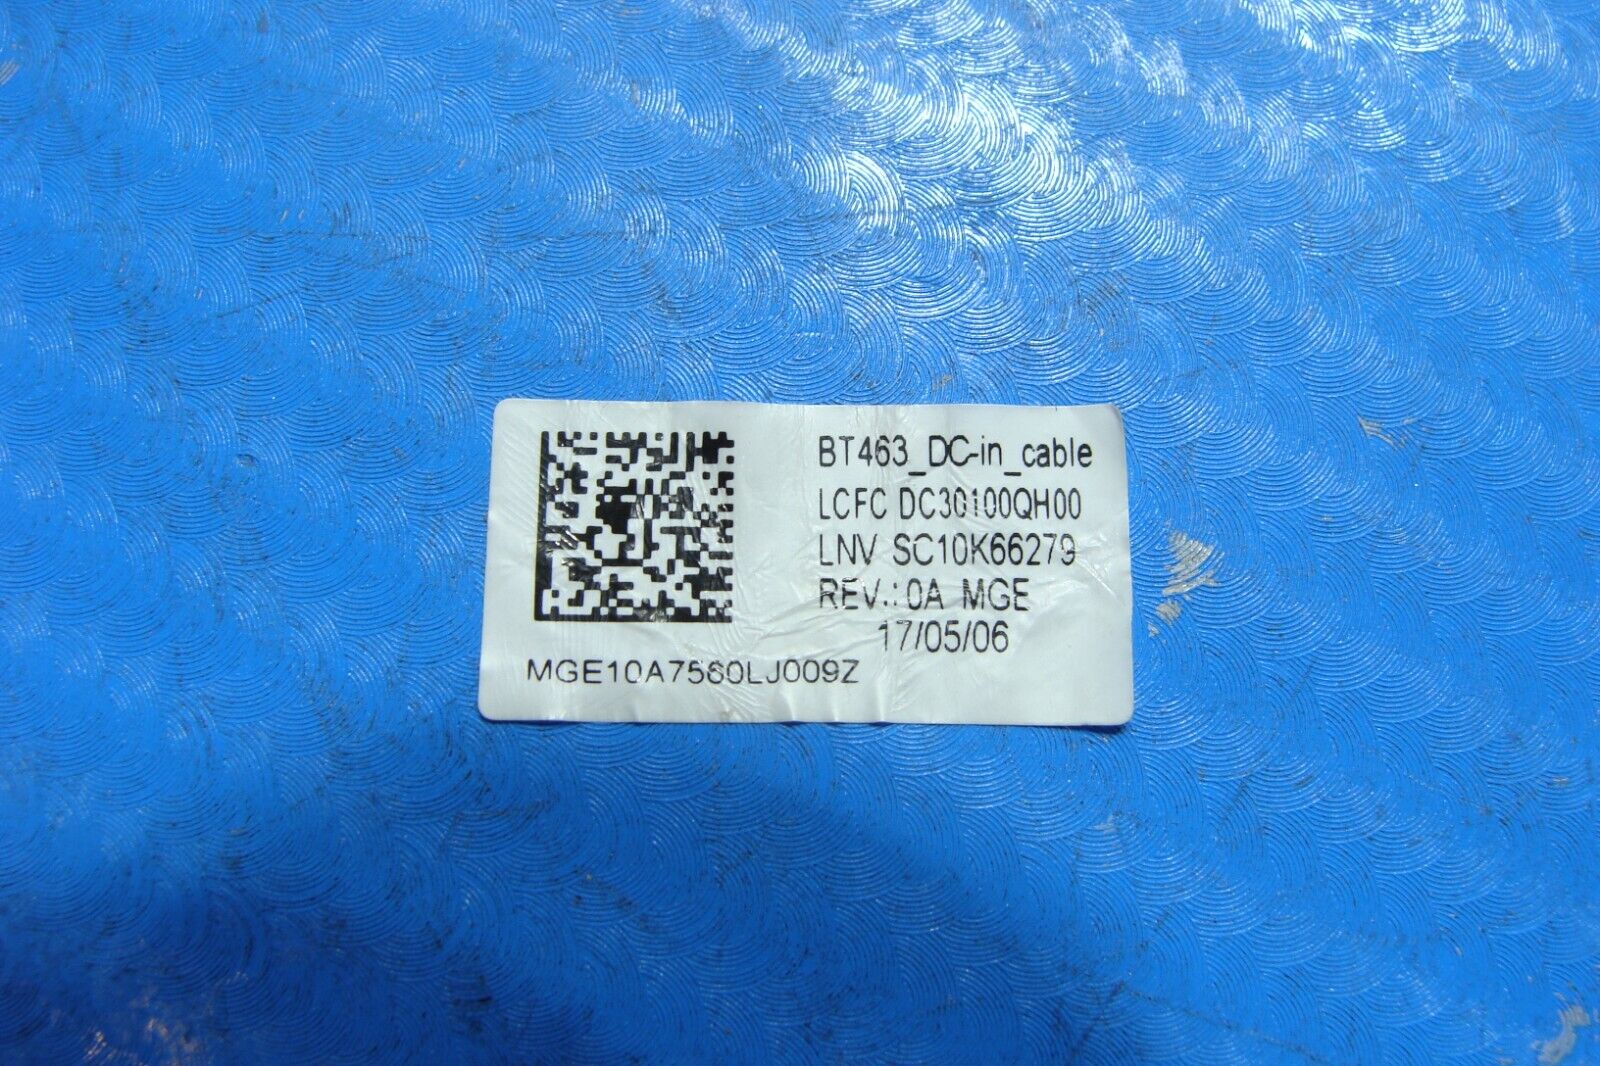 BT463_DC-in_cable
LCFC DC30100QH00
LNV SC10K66279
REV.:0A MGE
17/05/06
MGE10A7560LJ009Z